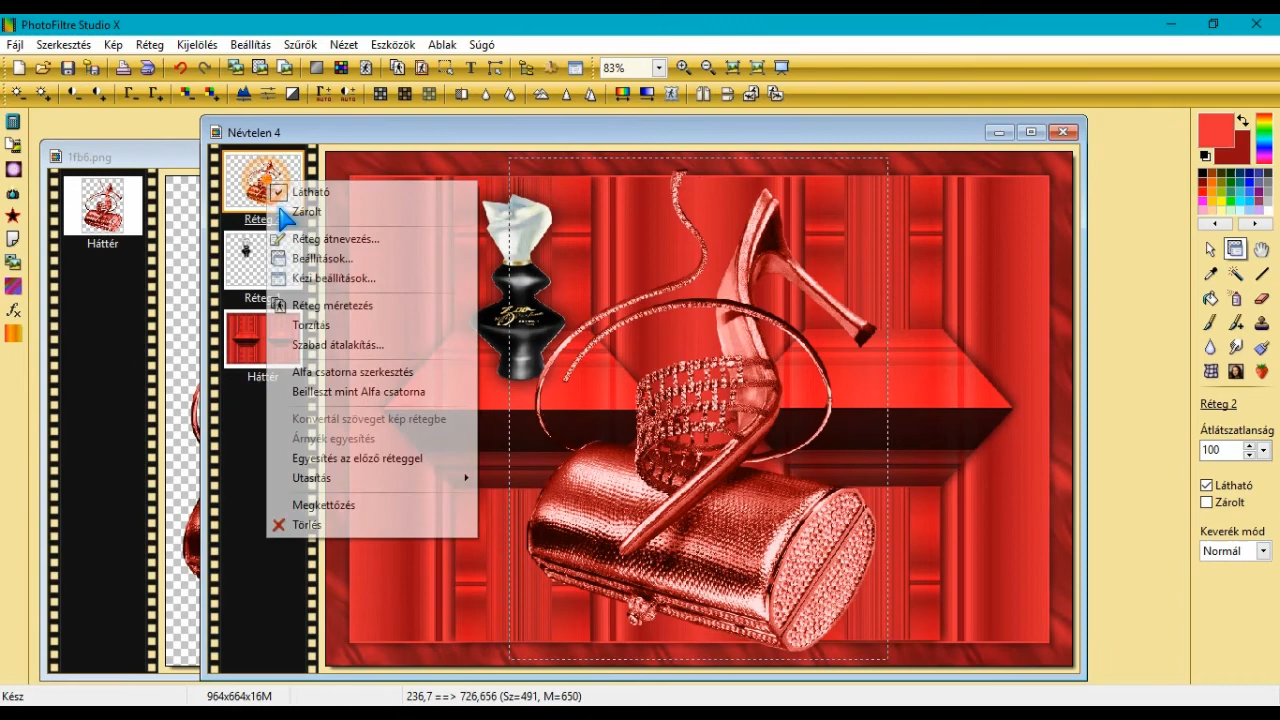 PhotoFiltre Studio X
Fájl Szerkesztés Kép Réteg Kijelölés Beállítás Szűrők Nézet Eszközök Ablak Súgó
83%
AUTO AUTO
Névtelen 4
1fb6.png
Látható
Zárolt
Réteg
Réteg átnevezés...
Beállítások...
Kézi beállítások...
Réteg
Réteg méretezés
Torzítás
Szabad átalakítás...
Alfa csatorna szerkesztés
Beilleszt mint Alfa csatorna
Konvertál szöveget kép rétegbe
Árnyék egyesítés
Egyesítés az előző réteggel
Utasítás
Megkettőzés
Törlés
Háttér
Háttér
Réteg 2
Átlátszatlanság
100
Látható
Zárolt
Keverék mód
Normál
Kész
964x664x16M
236,7 ==> 726,656 (Sz=491, M=650)